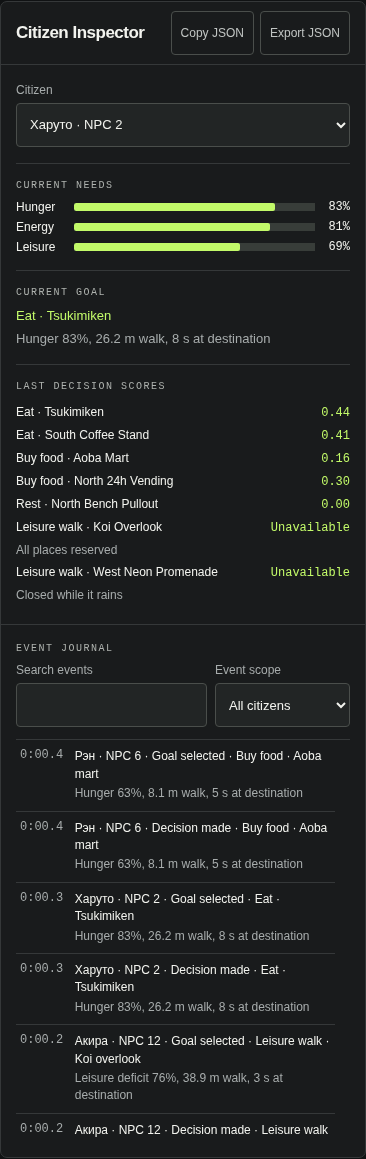 Citizen Inspector
Copy JSON
Export JSON
Citizen
Харуто · NPC 2
CURRENT NEEDS
Hunger 83%
Energy 81%
Leisure 69%
CURRENT GOAL
Eat · Tsukimiken
Hunger 83%, 26.2 m walk, 8 s at destination
LAST DECISION SCORES
Eat · Tsukimiken 0.44
Eat · South Coffee Stand 0.41
Buy food · Aoba Mart 0.16
Buy food · North 24h Vending 0.30
Rest · North Bench Pullout 0.00
Leisure walk · Koi Overlook Unavailable
All places reserved
Leisure walk · West Neon Promenade Unavailable
Closed while it rains
EVENT JOURNAL
Search events
Event scope
All citizens
0:00.4 Рэн · NPC 6 · Goal selected · Buy food · Aoba
mart
Hunger 63%, 8.1 m walk, 5 s at destination
0:00.4 Рэн · NPC 6 · Decision made · Buy food · Aoba
mart
Hunger 63%, 8.1 m walk, 5 s at destination
0:00.3 Харуто · NPC 2 · Goal selected · Eat ·
Tsukimiken
Hunger 83%, 26.2 m walk, 8 s at destination
0:00.3 Харуто · NPC 2 · Decision made · Eat ·
Tsukimiken
Hunger 83%, 26.2 m walk, 8 s at destination
0:00.2 Акира · NPC 12 · Goal selected · Leisure walk ·
Koi overlook
Leisure deficit 76%, 38.9 m walk, 3 s at
destination
0:00.2 Акира · NPC 12 · Decision made · Leisure walk